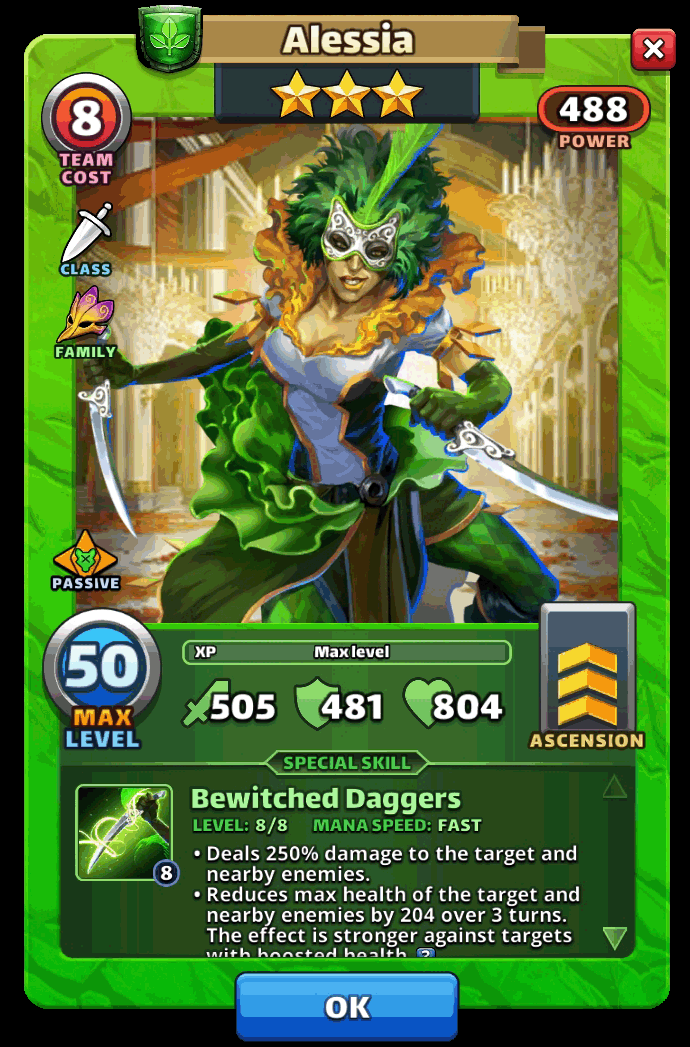 Alessia
8
TEAM
COST
488
POWER
CLASS
FAMILY
PASSIVE
50
MAX
LEVEL
XP Max level
505 481 804
ASCENSION
SPECIAL SKILL
Bewitched Daggers
LEVEL: 8/8 MANA SPEED: FAST
8
• Deals 250% damage to the target and
nearby enemies.
• Reduces max health of the target and
nearby enemies by 204 over 3 turns.
The effect is stronger against targets
with boosted health. ?
OK